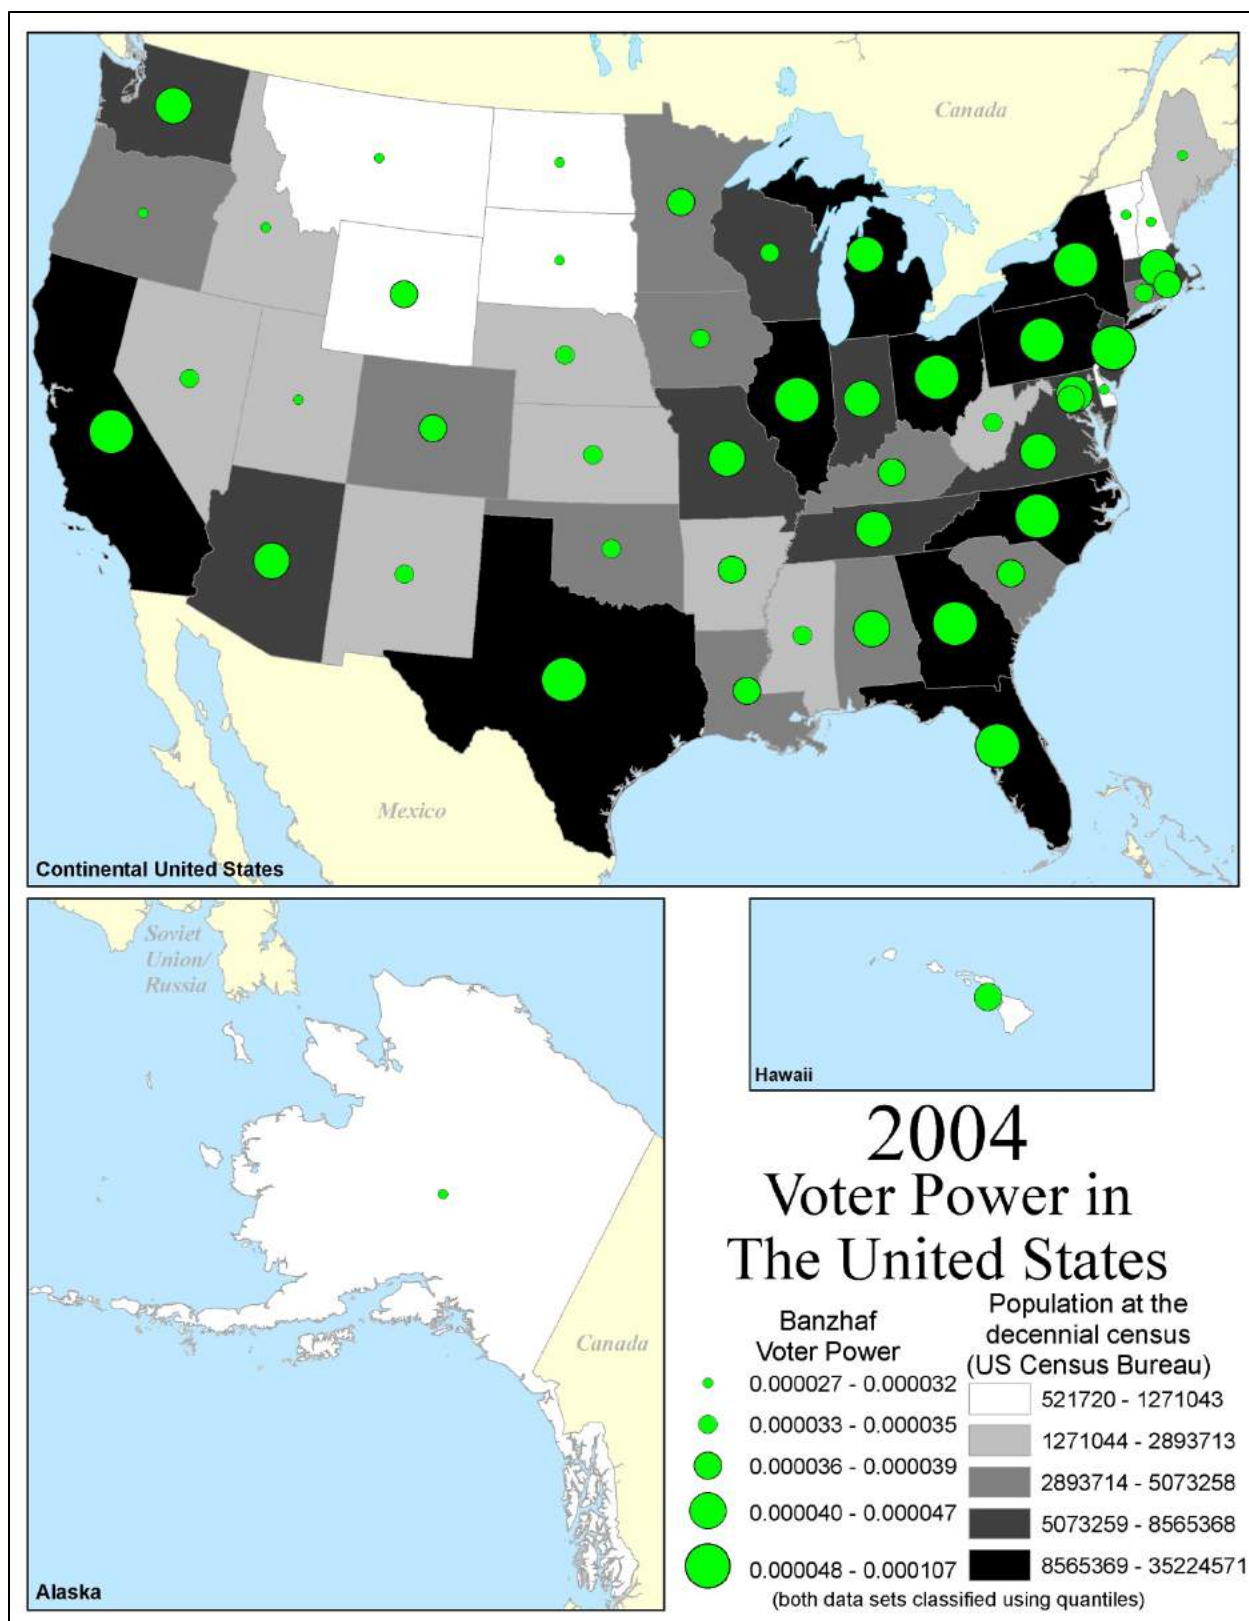 Canada
Mexico
Continental United States
Soviet
Union/
Russia
Canada
Alaska
Hawaii
2004
Voter Power in
The United States
Banzhaf
Voter Power
0.000027 - 0.000032
0.000033 - 0.000035
0.000036 - 0.000039
0.000040 - 0.000047
0.000048 - 0.000107
Population at the
decennial census
(US Census Bureau)
521720 - 1271043
1271044 - 2893713
2893714 - 5073258
5073259 - 8565368
8565369 - 35224571
(both data sets classified using quantiles)